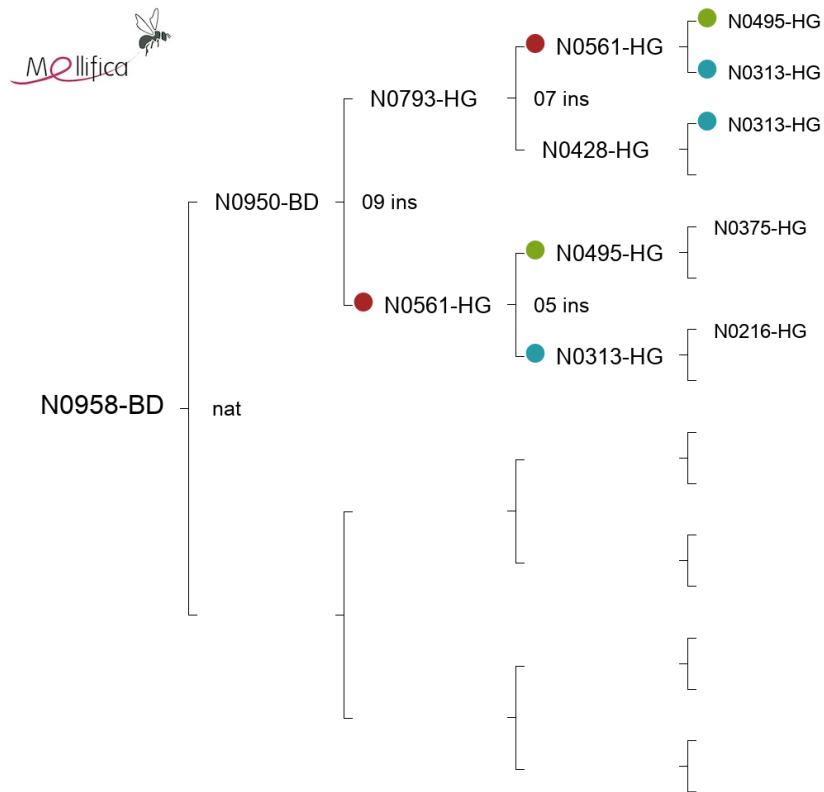 Mellifica
N0495-HG
N0561-HG
N0313-HG
N0793-HG
07 ins
N0313-HG
N0428-HG
N0950-BD
09 ins
N0375-HG
N0495-HG
N0561-HG
05 ins
N0216-HG
N0313-HG
N0958-BD
nat